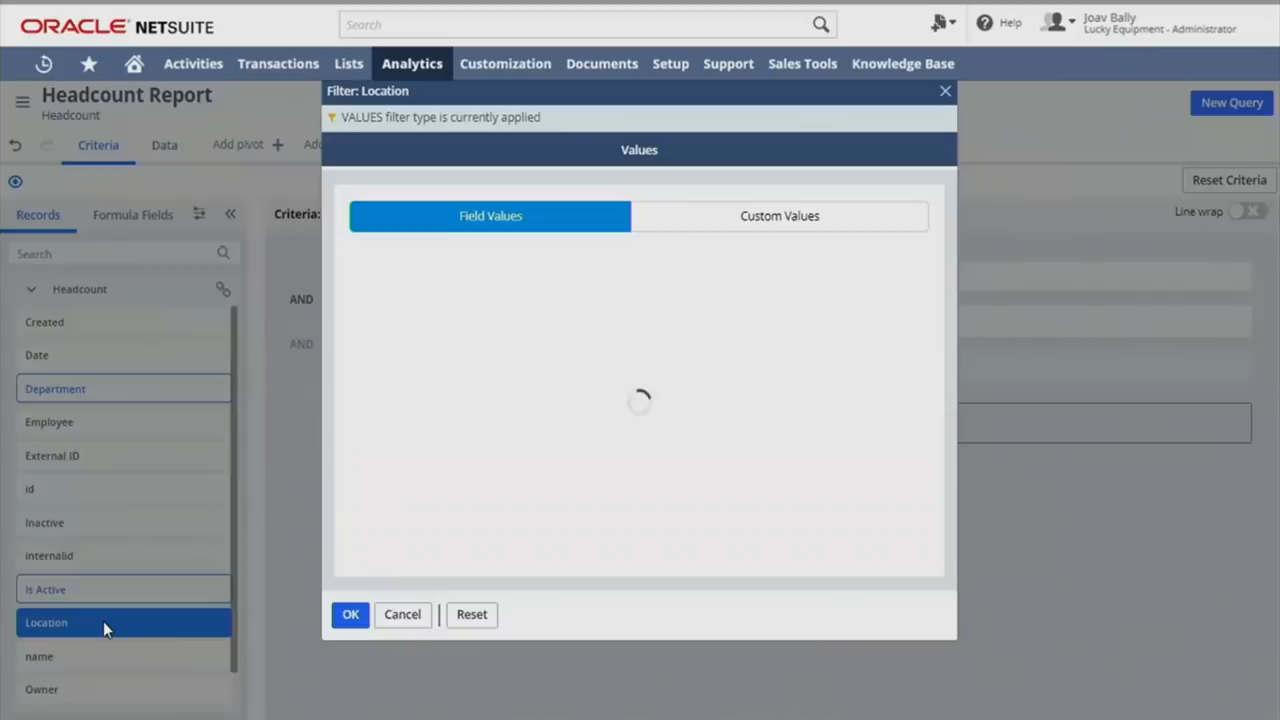 ORACLE NETSUITE
Search
Help
Joav Bally
Lucky Equipment - Administrator
Activities
Transactions
Lists
Analytics
Customization
Documents
Setup
Support
Sales Tools
Knowledge Base
Headcount Report
Headcount
New Query
Criteria
Data
Add pivot
Filter: Location
VALUES filter type is currently applied
Values
Reset Criteria
Records
Formula Fields
Criteria:
Field Values
Custom Values
Line wrap
Search
Headcount
Created
Date
Department
Employee
External ID
id
Inactive
internalid
Is Active
Location
name
Owner
AND
AND
OK
Cancel
Reset